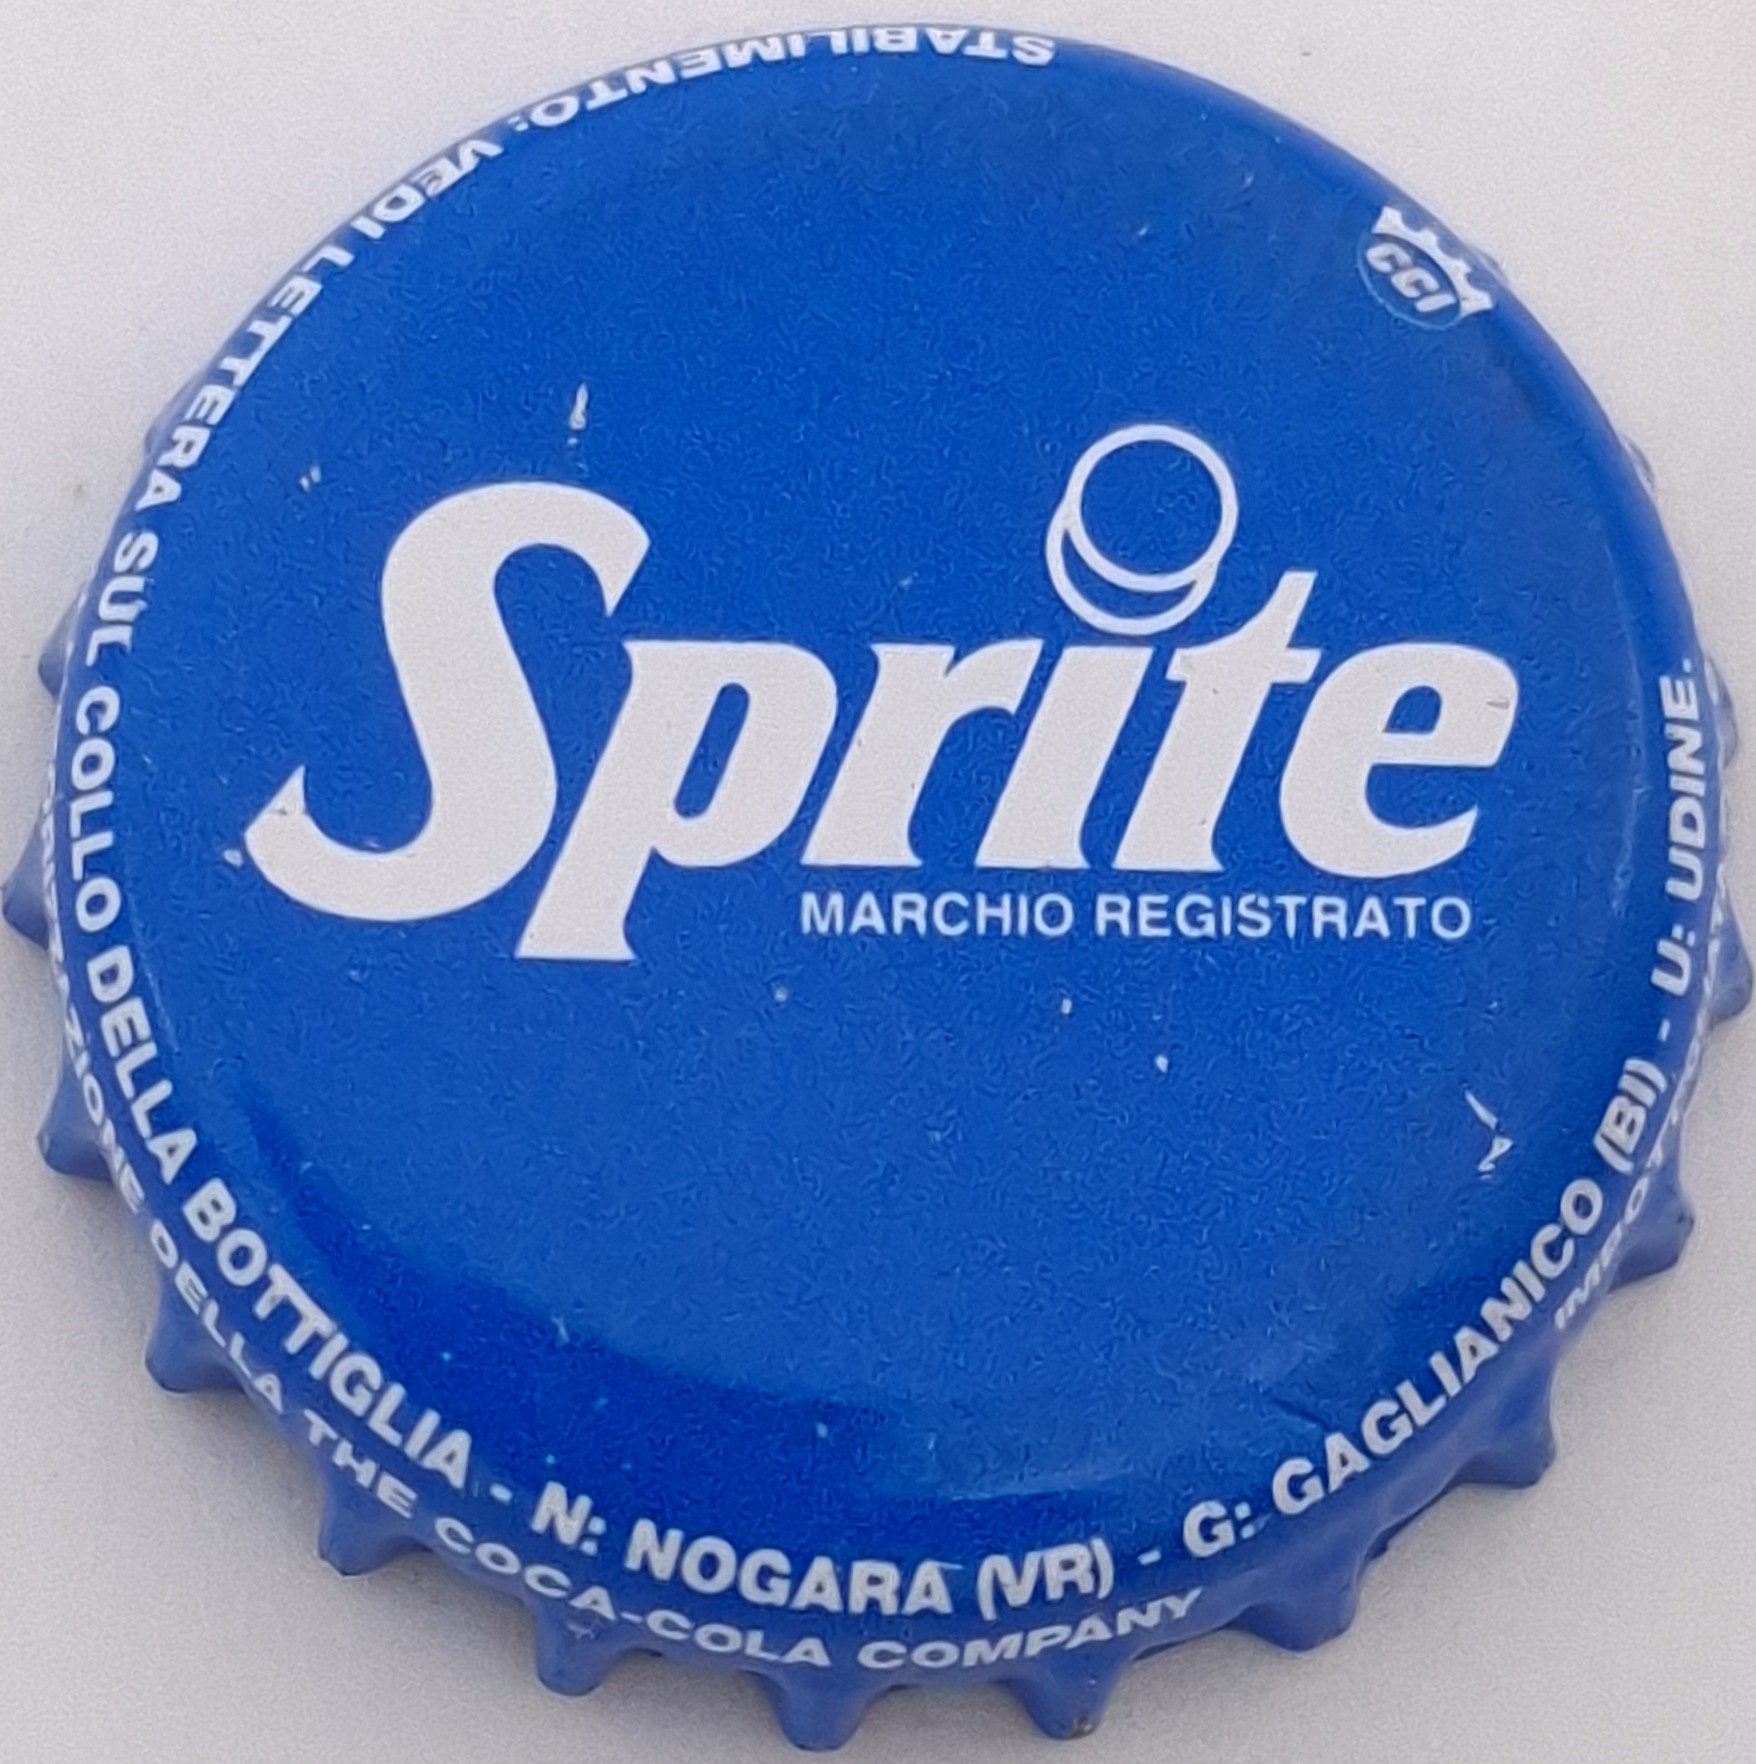 Sprite
MARCHIO REGISTRATO
CCI
STABILIMENTO: VEDI LETTERA SUL COLLO DELLA BOTTIGLIA - N: NOGARA (VR) - G: GAGLIANICO (BI) - U: UDINE.
DELLA THE COCA-COLA COMPANY